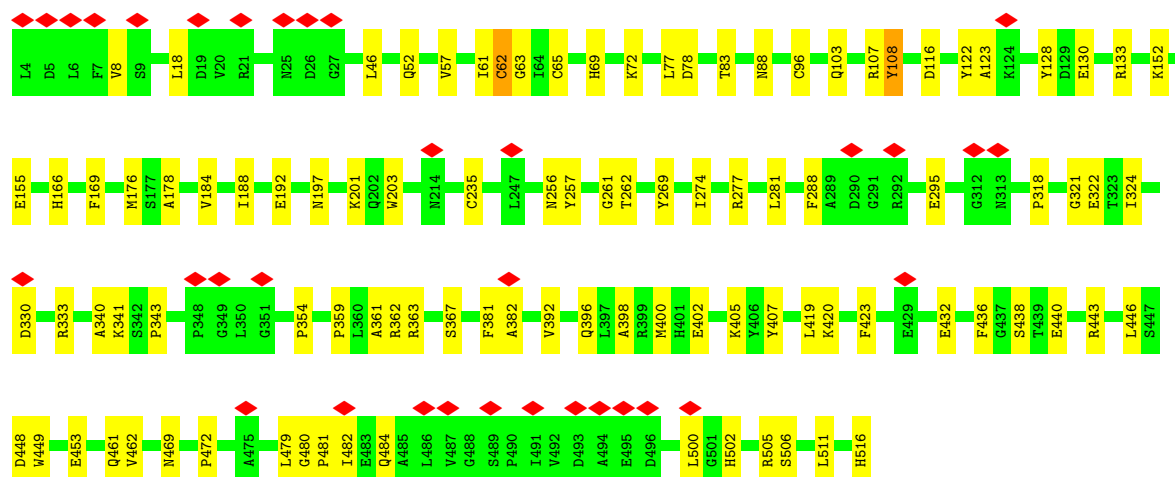 L4 D5 L6 F7 V8 S9 L18 D19 V20 R21 N25 D26 G27 L46 Q52 V57 I61 C62 G63 I64 C65 H69 K72 L77 D78 T83 N88 C96 Q103 R107 Y108 D116 Y122 A123 K124 Y128 D129 E130 R133 K152
E155 H166 F169 M176 S177 A178 V184 I188 E192 N197 K201 Q202 W203 N214 C235 L247 N256 Y257 G261 T262 Y269 I274 R277 L281 F288 A289 D290 G291 R292 E295 G312 N313 P318 G321 E322 T323 I324
D330 R333 A340 K341 S342 P343 P348 G349 L350 G351 P354 P359 L360 A361 R362 R363 S367 F381 A382 V392 Q396 L397 A398 R399 M400 H401 E402 K405 Y406 Y407 L419 K420 F423 E429 E432 F436 G437 S438 T439 E440 R443 L446 S447
D448 W449 E453 Q461 V462 N469 P472 A475 L479 G480 P481 I482 E483 Q484 A485 L486 V487 G488 S489 P490 I491 V492 D493 A494 E495 D496 L500 G501 H502 R505 S506 L511 H516